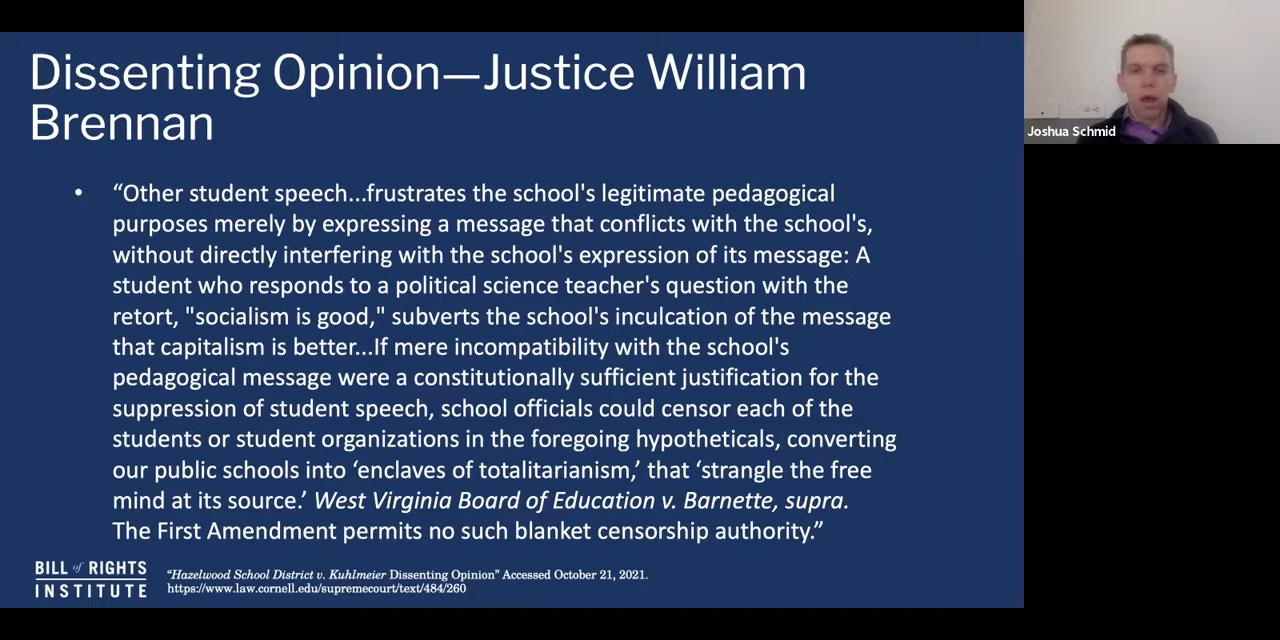 Dissenting Opinion—Justice William
Brennan
Joshua Schmid
• “Other student speech...frustrates the school's legitimate pedagogical
purposes merely by expressing a message that conflicts with the school's,
without directly interfering with the school's expression of its message: A
student who responds to a political science teacher's question with the
retort, "socialism is good," subverts the school's inculcation of the message
that capitalism is better...If mere incompatibility with the school's
pedagogical message were a constitutionally sufficient justification for the
suppression of student speech, school officials could censor each of the
students or student organizations in the foregoing hypotheticals, converting
our public schools into ‘enclaves of totalitarianism,’ that ‘strangle the free
mind at its source.’ West Virginia Board of Education v. Barnette, supra.
The First Amendment permits no such blanket censorship authority.”
BILL of RIGHTS
INSTITUTE
“Hazelwood School District v. Kuhlmeier Dissenting Opinion” Accessed October 21, 2021.
https://www.law.cornell.edu/supremecourt/text/484/260